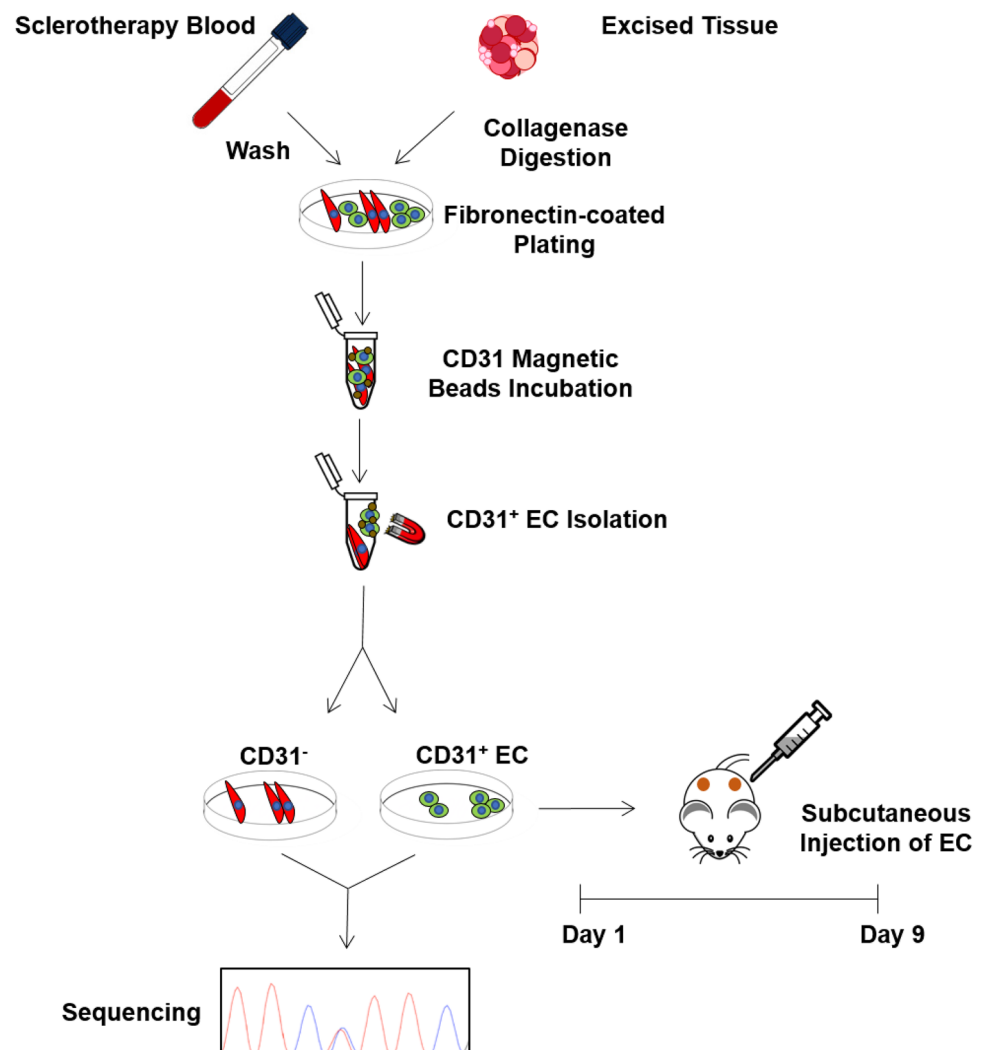 Sclerotherapy Blood
Excised Tissue
Wash
Collagenase
Digestion
Fibronectin-coated
Plating
CD31 Magnetic
Beads Incubation
CD31⁺ EC Isolation
CD31⁻
CD31⁺ EC
Subcutaneous
Injection of EC
Day 1
Day 9
Sequencing